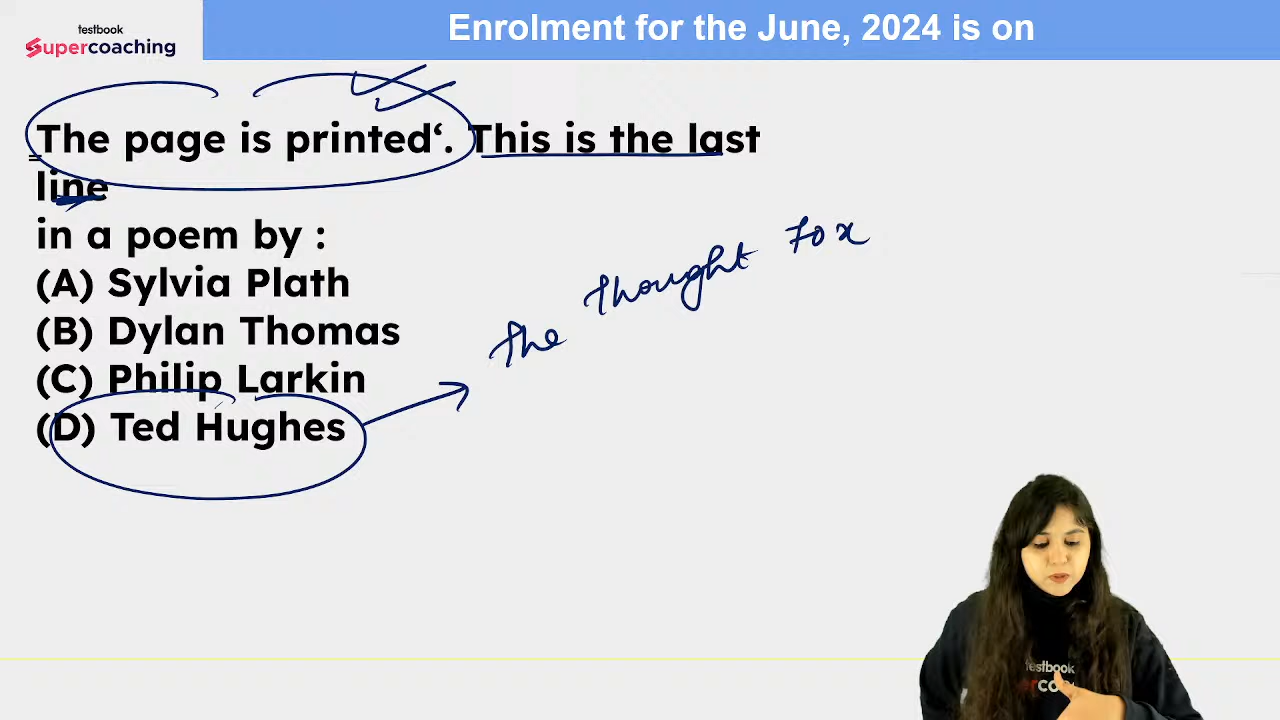 testbook
Supercoaching
Enrolment for the June, 2024 is on
The page is printed‘. This is the last
line
in a poem by :
(A) Sylvia Plath
(B) Dylan Thomas
(C) Philip Larkin
(D) Ted Hughes
The Thought Fox
testbook